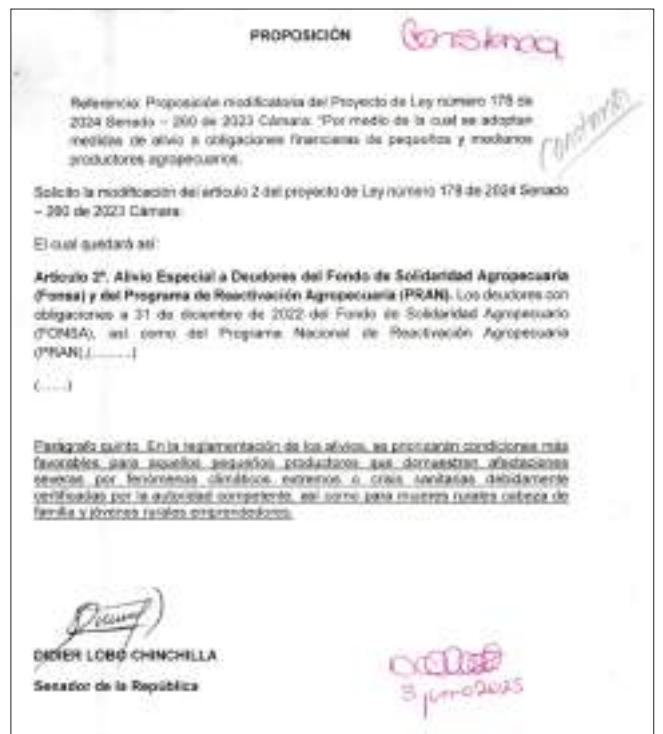 PROPOSICIÓN
Constancia
Referencia: Proposición modificatoria del Proyecto de Ley número 178 de
2024 Senado – 260 de 2023 Cámara: "Por medio de la cual se adoptan
medidas de alivio a obligaciones financieras de pequeños y medianos
productores agropecuarios.
Solicito la modificación del artículo 2 del proyecto de Ley número 178 de 2024 Senado
de 2023 Cámara:
El cual quedará así:
Artículo 2°. Alivio Especial a Deudores del Fondo de Solidaridad Agropecuaria
(Fonsa) y del Programa de Reactivación Agropecuaria (PRAN). Los deudores con
obligaciones a 31 de diciembre de 2022 del Fondo de Solidaridad Agropecuario
(FONSA), así como del Programa Nacional de Reactivación Agropecuaria
(PRAN),(..........)
(......)
Parágrafo quinto. En la reglamentación de los alivios, se priorizarán condiciones más
favorables para aquellos pequeños productores que demuestren afectaciones
severas por fenómenos climáticos extremos o crisis sanitarias debidamente
certificadas por la autoridad competente, así como para mujeres rurales cabeza de
familia y jóvenes rurales emprendedores.
DIDIER LOBO CHINCHILLA
Senador de la República
3 junio 2025